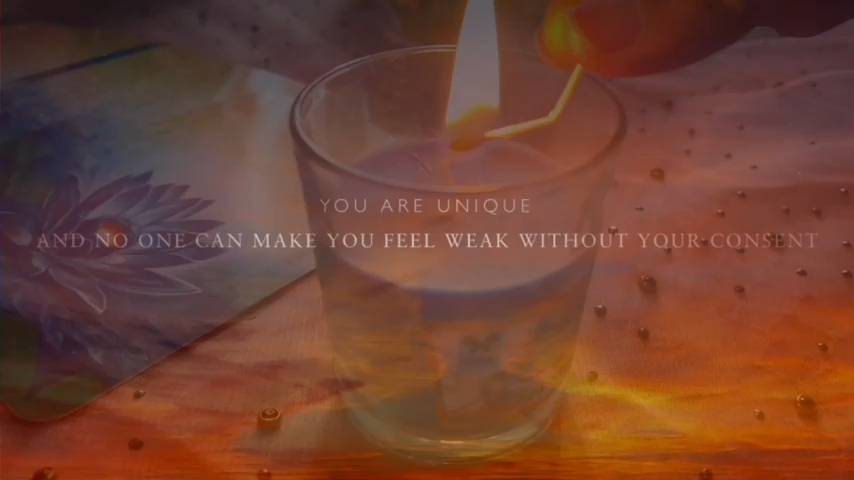 YOU ARE UNIQUE
AND NO ONE CAN MAKE YOU FEEL WEAK WITHOUT YOUR CONSENT